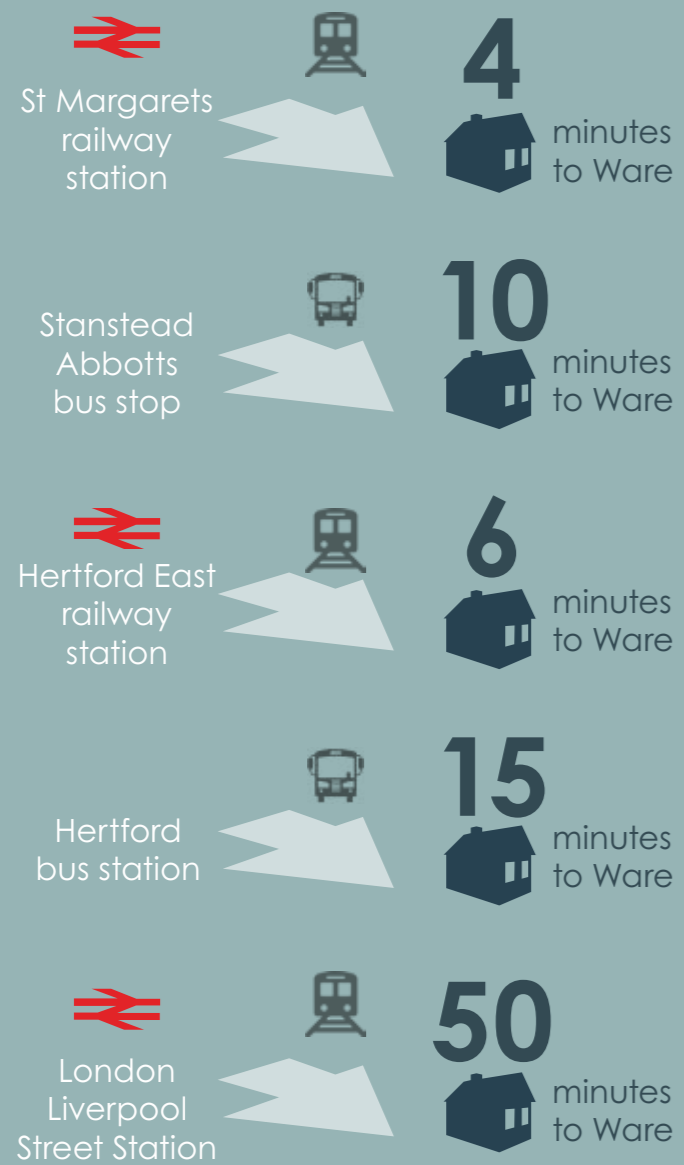 4
St Margarets
railway
station
minutes
to Ware
10
Stanstead
Abbotts
bus stop
minutes
to Ware
6
Hertford East
railway
station
minutes
to Ware
15
Hertford
bus station
minutes
to Ware
50
London
Liverpool
Street Station
minutes
to Ware